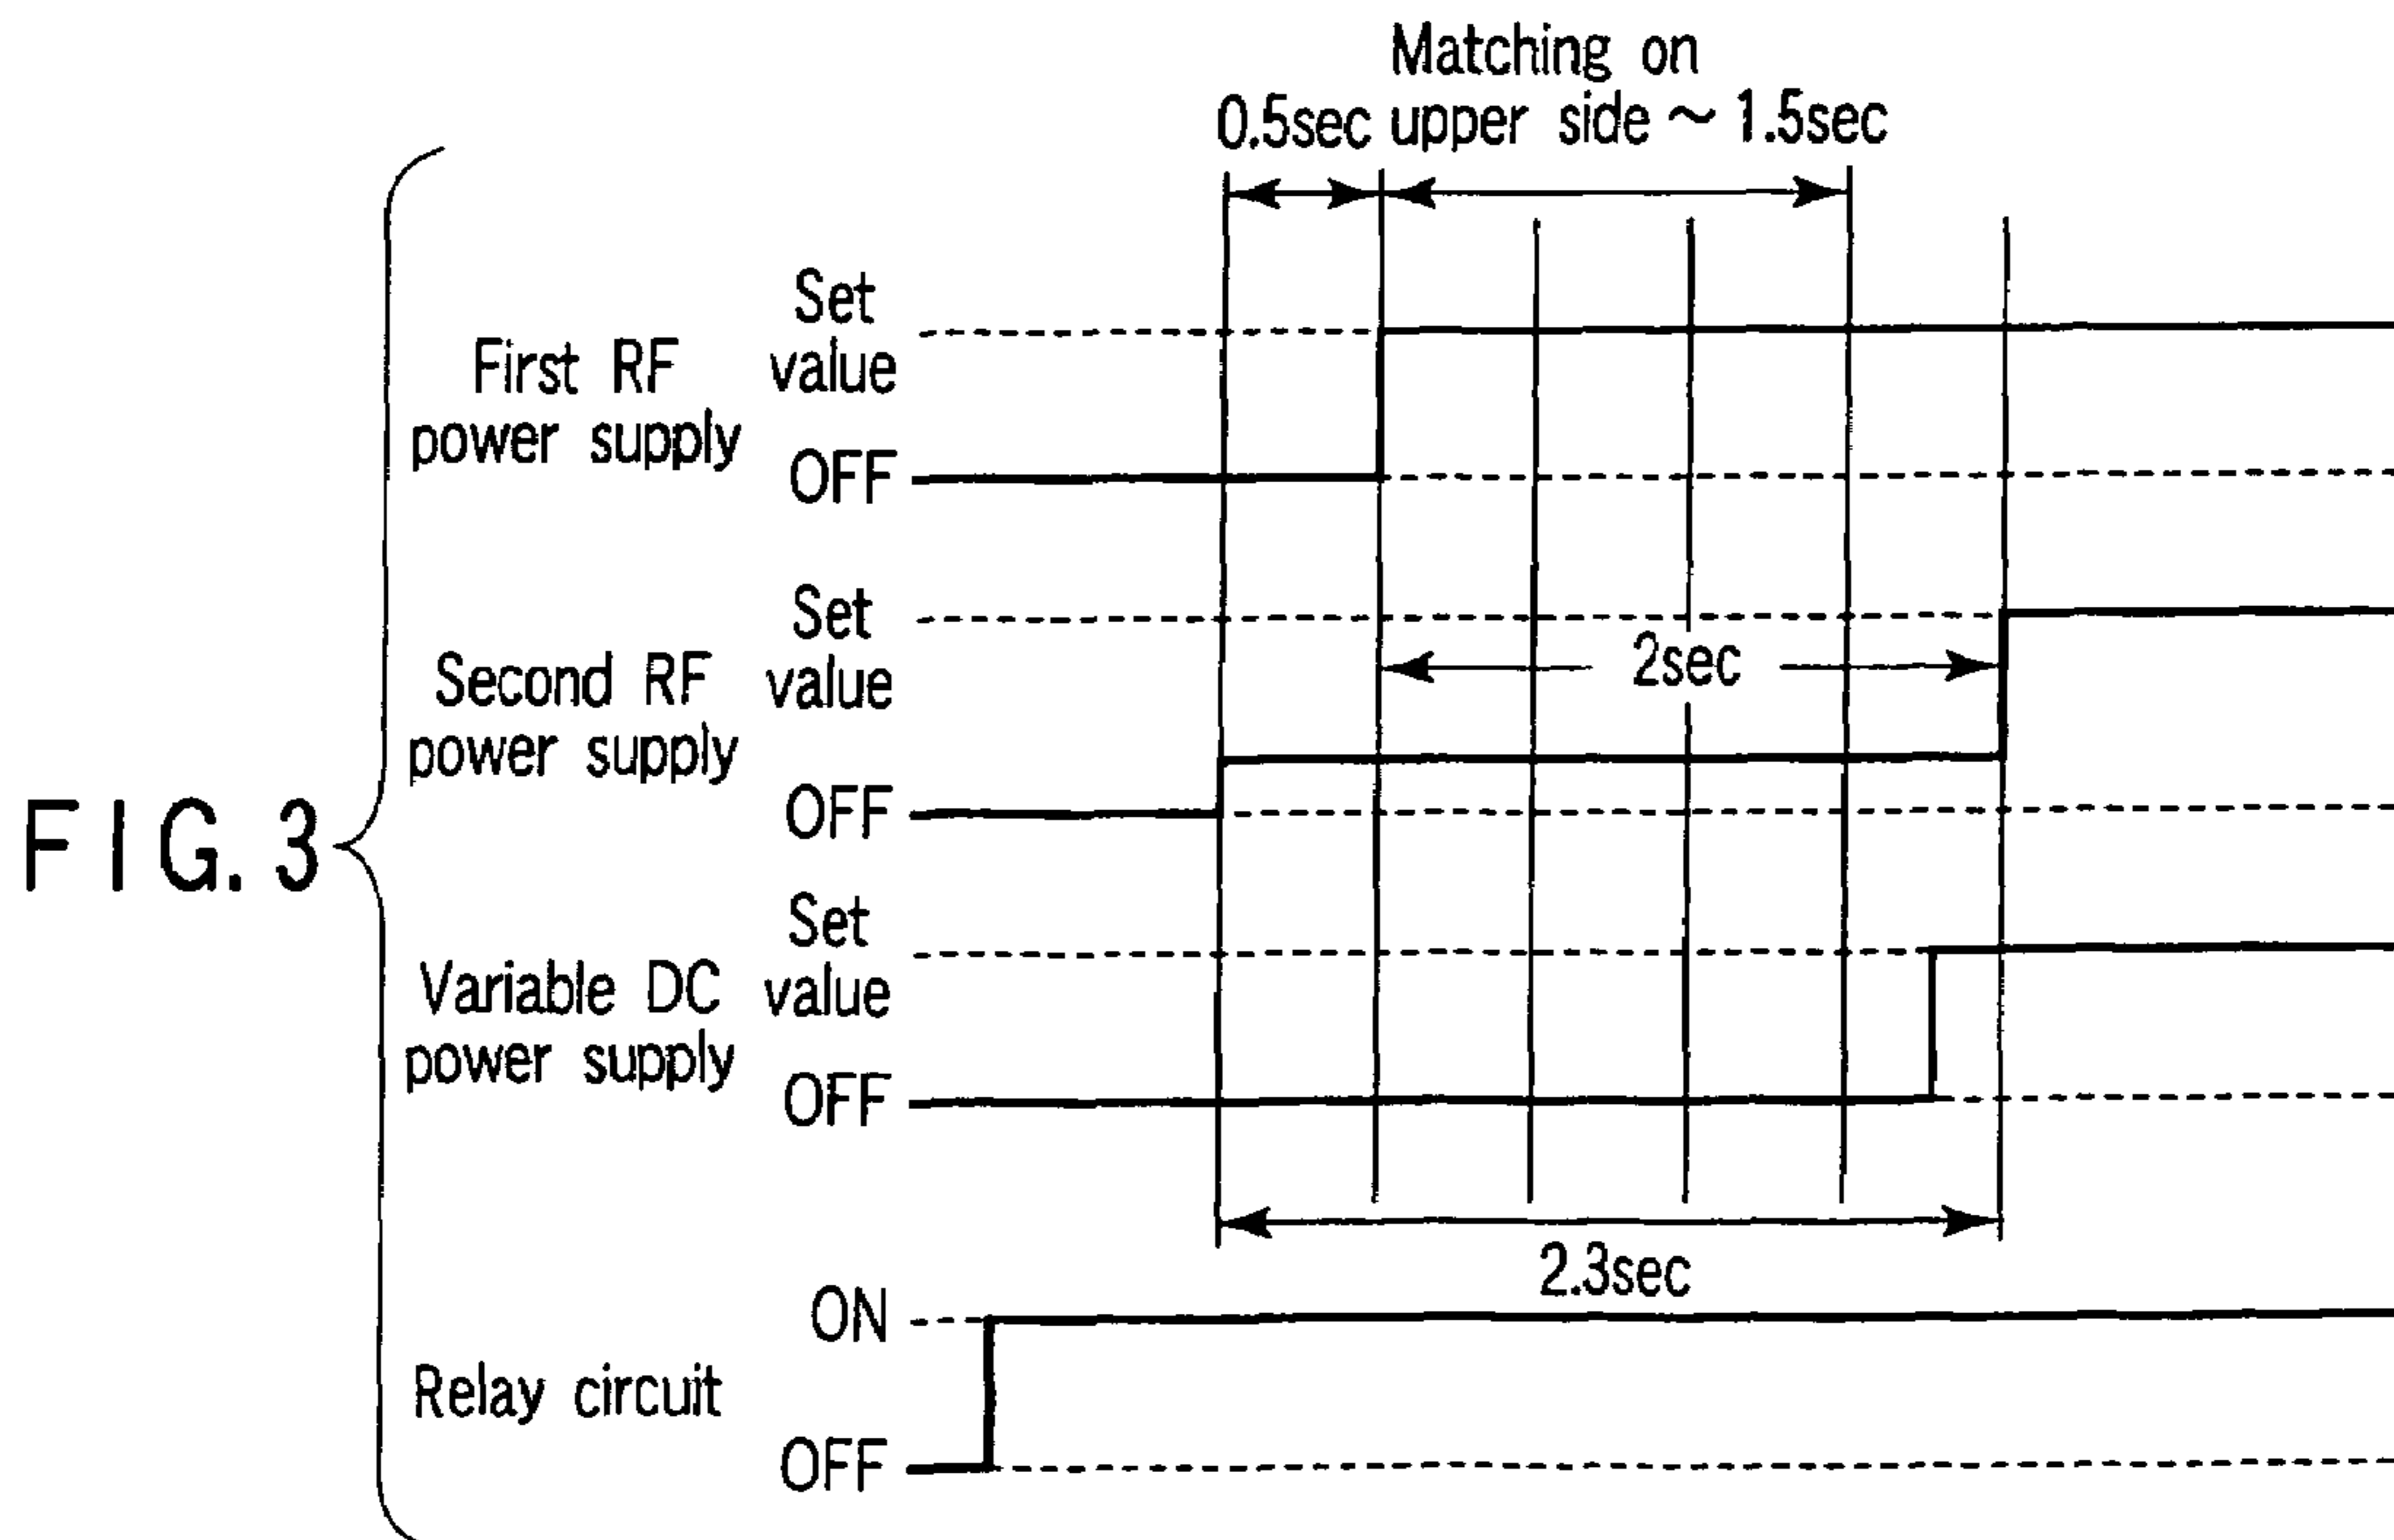 Matching on
0.5sec upper side ~ 1.5sec
Set
value
First RF
power supply
OFF
Set
value
2sec
Second RF
power supply
OFF
FIG. 3
Set
value
Variable DC
power supply
OFF
2.3sec
ON
Relay circuit
OFF